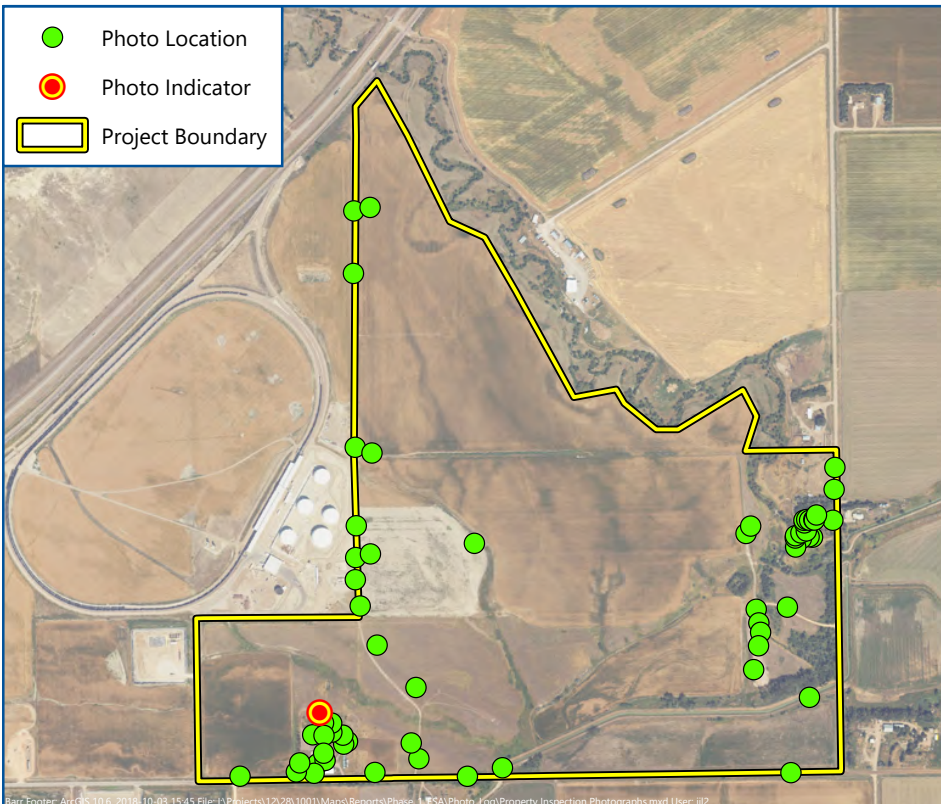 Photo Location
Photo Indicator
Project Boundary
Barr Footer: ArcGIS 10.6, 2018-10-03 15:45 File: I:\Projects\12\28\1001\Maps\Reports\Phase_I_ESA\Photo_Log\Property Inspection Photographs.mxd User: